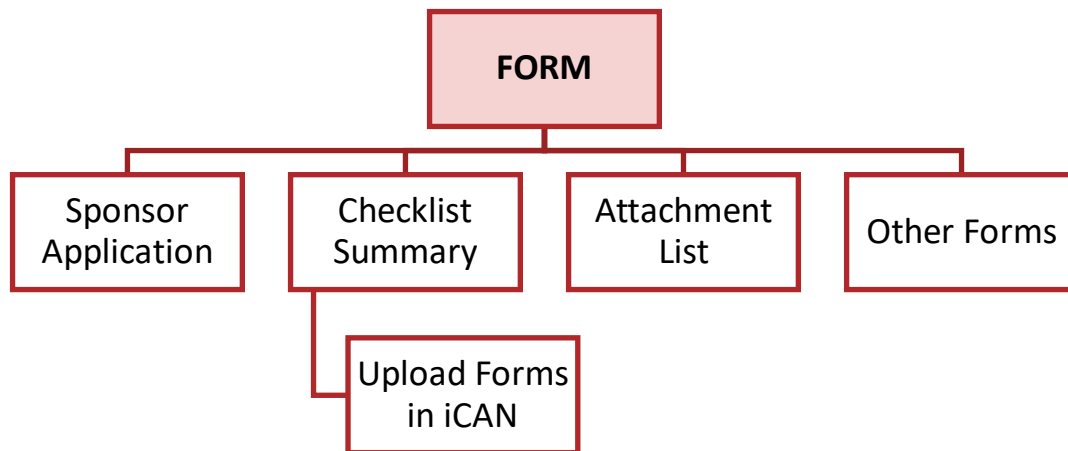 FORM
Sponsor
Application
Checklist
Summary
Attachment
List
Other Forms
Upload Forms
in iCAN